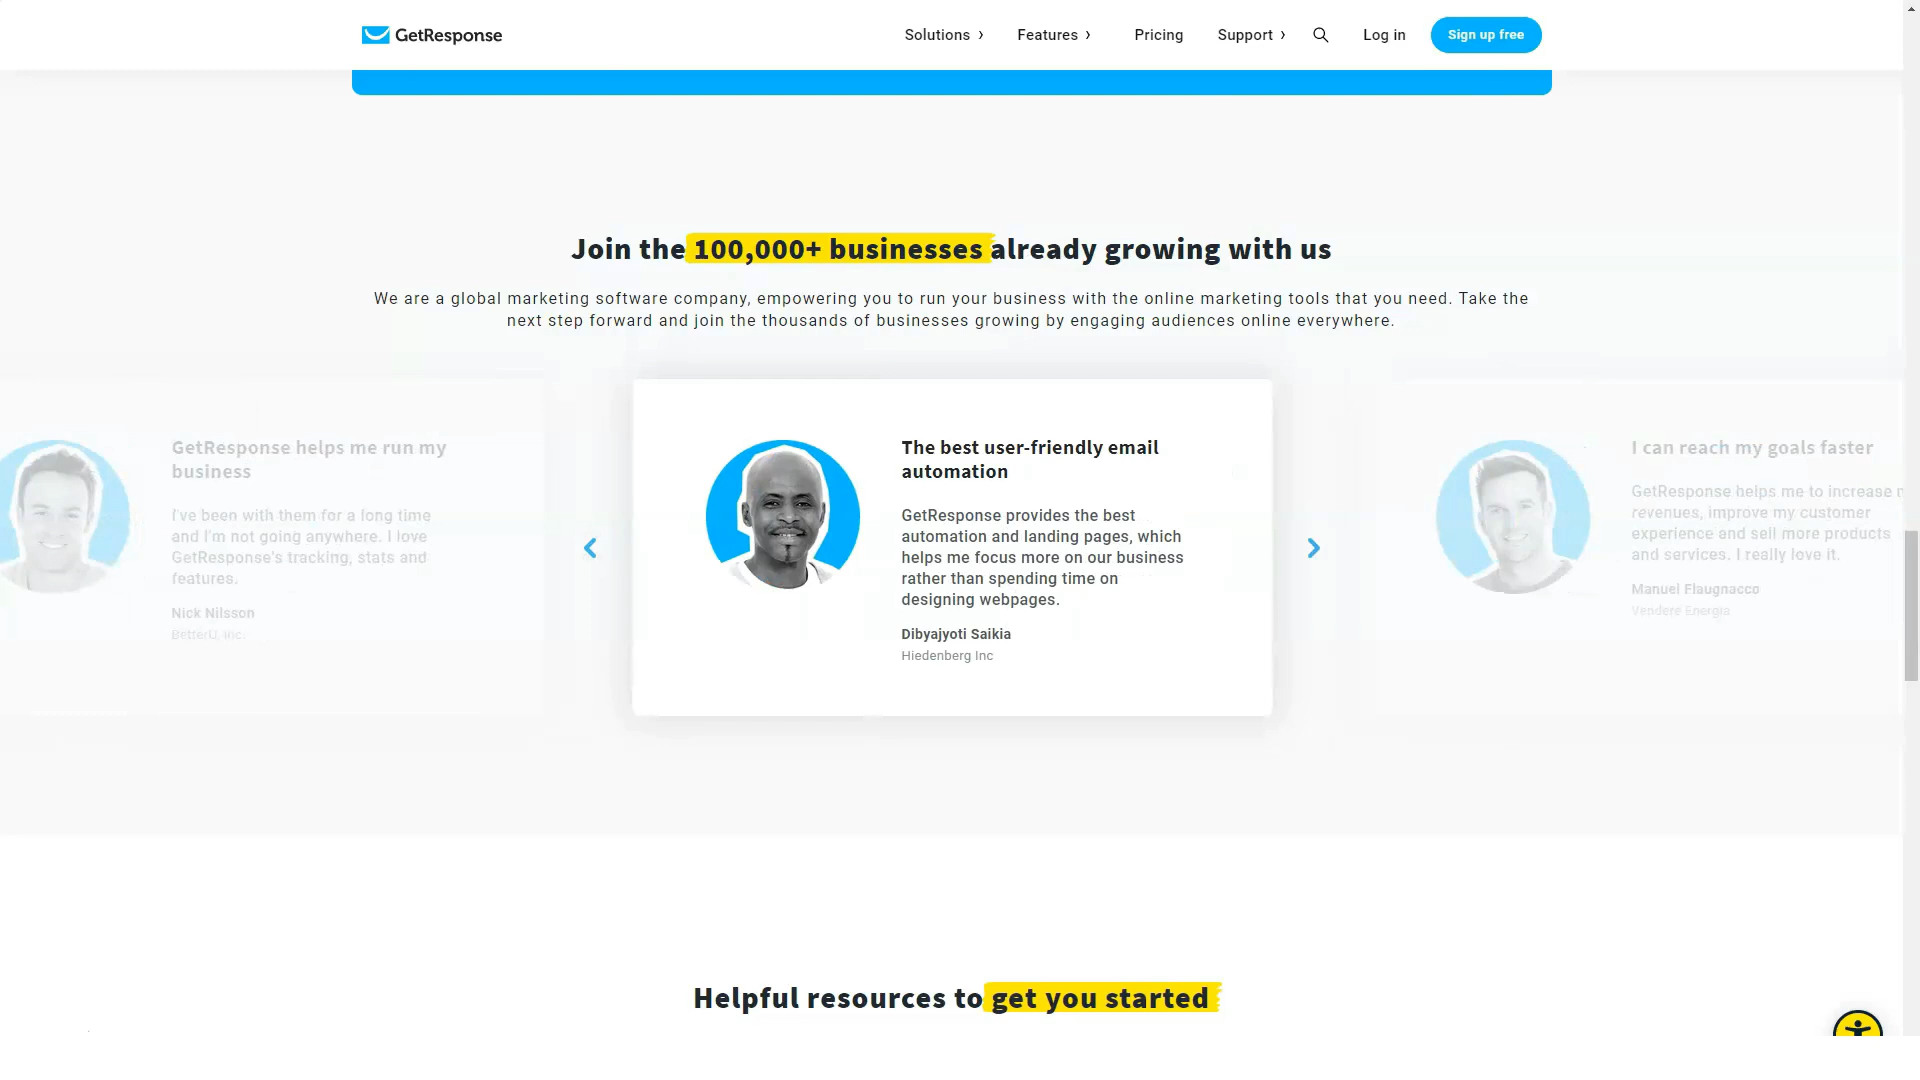 GetResponse
Solutions
Features
Pricing
Support
Log in
Sign up free
Join the 100,000+ businesses already growing with us
We are a global marketing software company, empowering you to run your business with the online marketing tools that you need. Take the
next step forward and join the thousands of businesses growing by engaging audiences online everywhere.
GetResponse helps me run my
business
I've been with them for a long time
and I'm not going anywhere. I love
GetResponse's tracking, stats and
features.
Nick Nilsson
BetterU, Inc.
The best user-friendly email
automation
GetResponse provides the best
automation and landing pages, which
helps me focus more on our business
rather than spending time on
designing webpages.
Dibyajyoti Saikia
Hiedenberg Inc
I can reach my goals faster
GetResponse helps me to increase
revenues, improve my customer
experience and sell more products
and services. I really love it.
Manuel Flaugnacco
Vendere Energia
Helpful resources to get you started